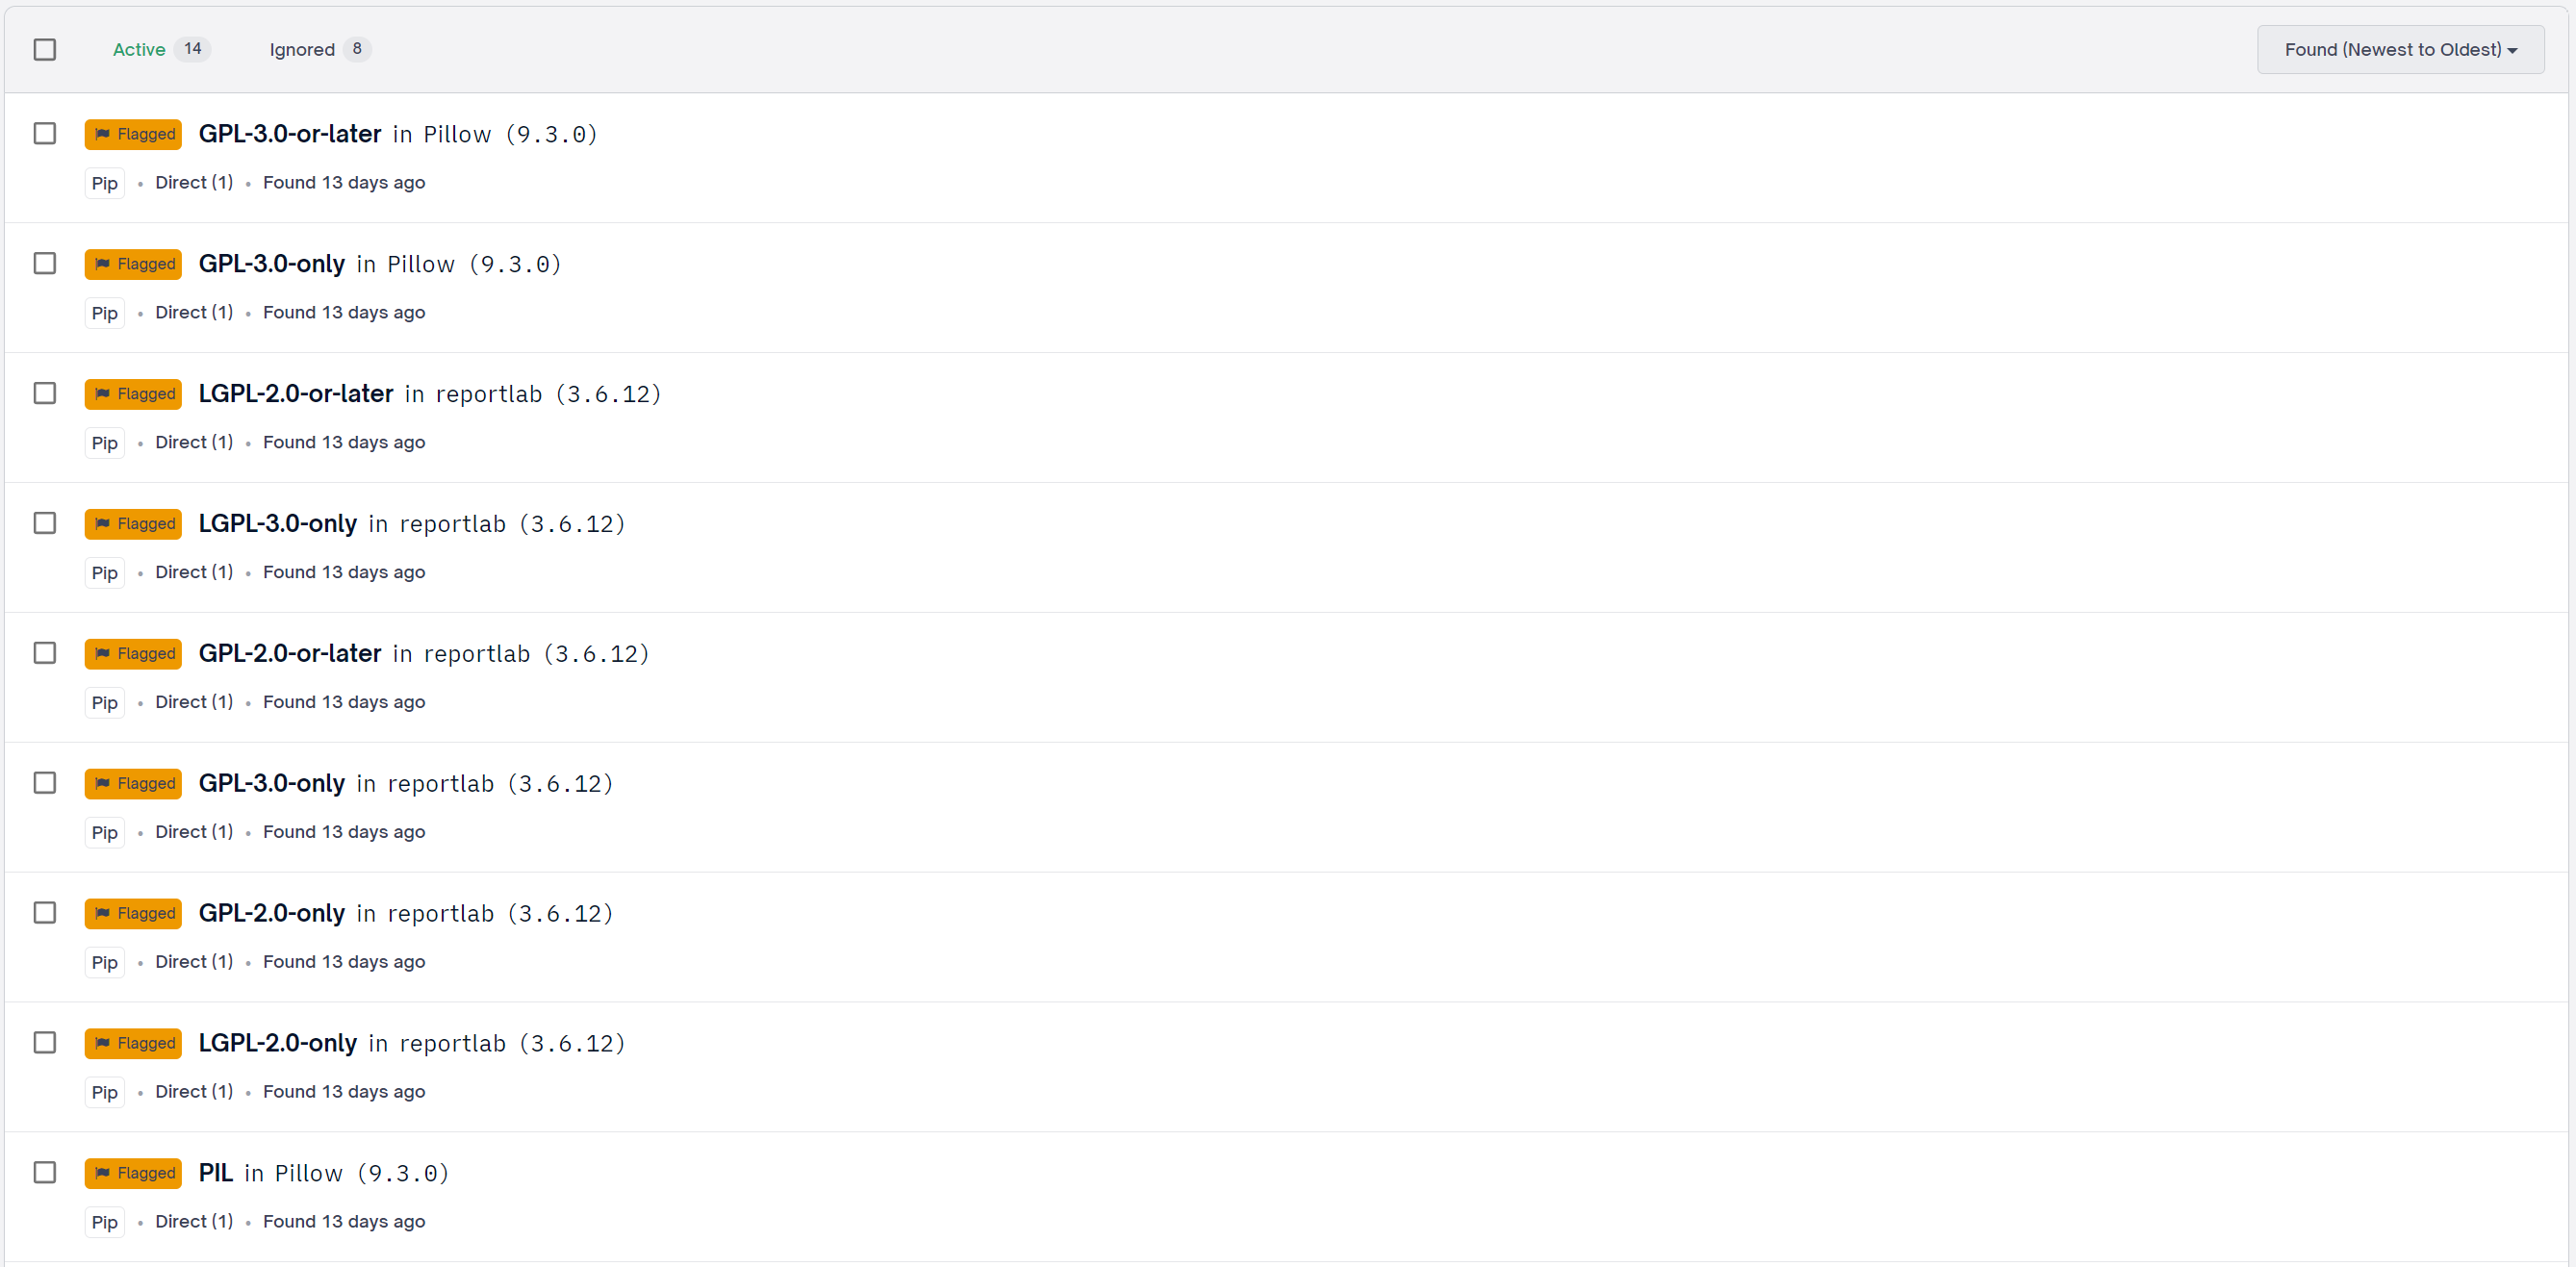 Active 14 Ignored 8 Found (Newest to Oldest)
Flagged GPL-3.0-or-later in Pillow (9.3.0)
Pip • Direct (1) • Found 13 days ago
Flagged GPL-3.0-only in Pillow (9.3.0)
Pip • Direct (1) • Found 13 days ago
Flagged LGPL-2.0-or-later in reportlab (3.6.12)
Pip • Direct (1) • Found 13 days ago
Flagged LGPL-3.0-only in reportlab (3.6.12)
Pip • Direct (1) • Found 13 days ago
Flagged GPL-2.0-or-later in reportlab (3.6.12)
Pip • Direct (1) • Found 13 days ago
Flagged GPL-3.0-only in reportlab (3.6.12)
Pip • Direct (1) • Found 13 days ago
Flagged GPL-2.0-only in reportlab (3.6.12)
Pip • Direct (1) • Found 13 days ago
Flagged LGPL-2.0-only in reportlab (3.6.12)
Pip • Direct (1) • Found 13 days ago
Flagged PIL in Pillow (9.3.0)
Pip • Direct (1) • Found 13 days ago